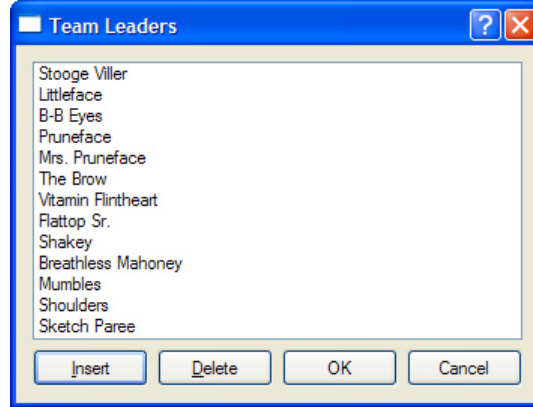 Team Leaders
Stooge Viller
Littleface
B-B Eyes
Pruneface
Mrs. Pruneface
The Brow
Vitamin Flintheart
Flattop Sr.
Shakey
Breathless Mahoney
Mumbles
Shoulders
Sketch Paree
Insert Delete OK Cancel